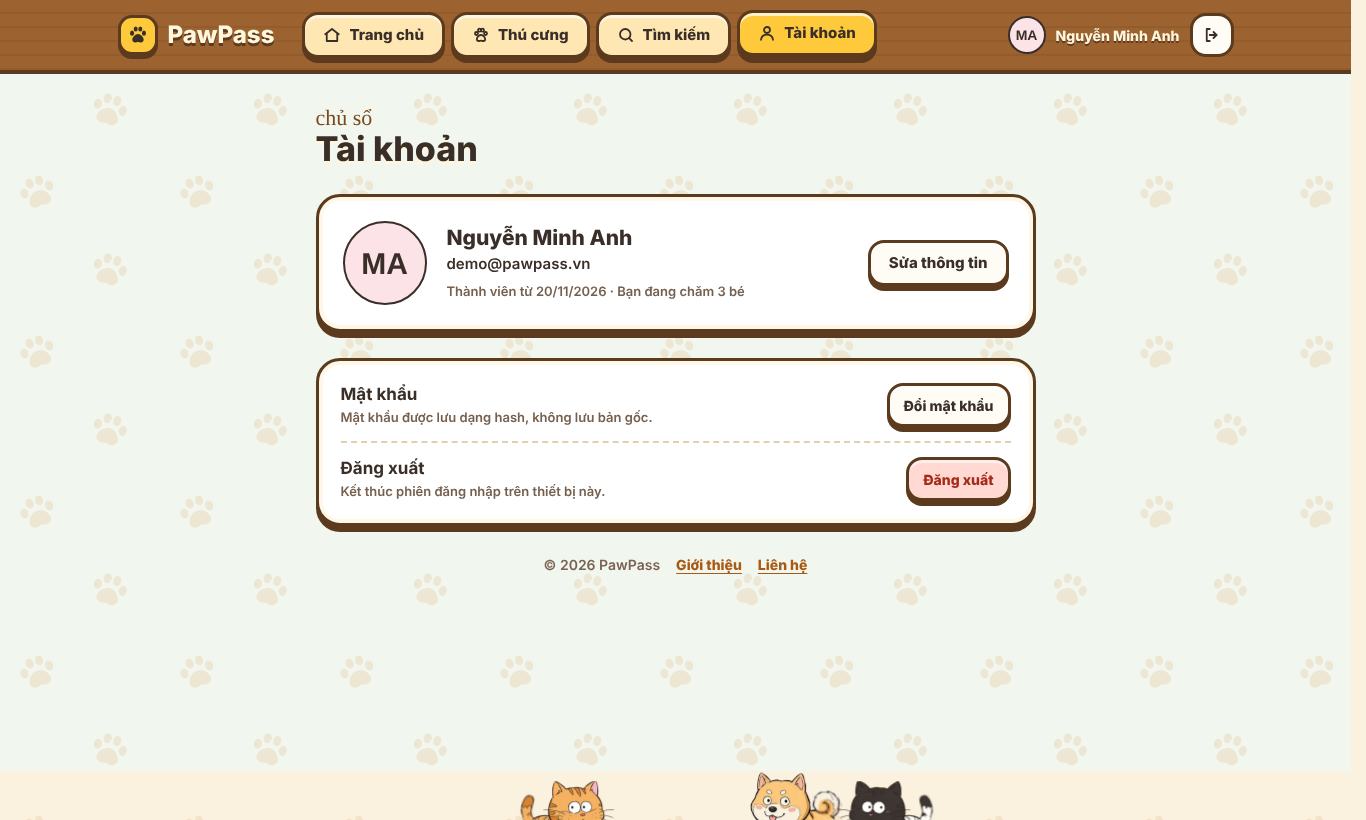 PawPass
Trang chủ
Thú cưng
Tìm kiếm
Tài khoản
MA
Nguyễn Minh Anh
chủ sổ
Tài khoản
MA
Nguyễn Minh Anh
demo@pawpass.vn
Thành viên từ 20/11/2026 · Bạn đang chăm 3 bé
Sửa thông tin
Mật khẩu
Mật khẩu được lưu dạng hash, không lưu bản gốc.
Đổi mật khẩu
Đăng xuất
Kết thúc phiên đăng nhập trên thiết bị này.
Đăng xuất
© 2026 PawPass Giới thiệu Liên hệ